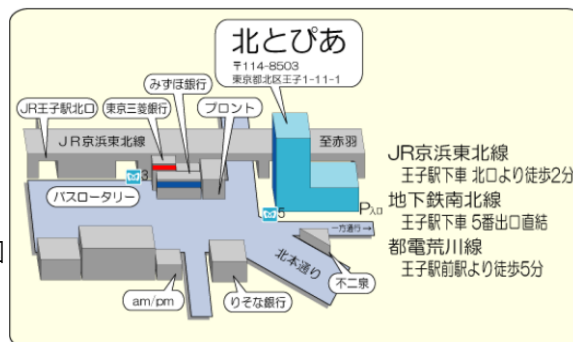 北とぴあ
〒114-8503
東京都北区王子1-11-1
みずほ銀行
JR王子駅北口
東京三菱銀行
プロント
JR京浜東北線
至赤羽
3
バスロータリー
5
P入口
一方通行→
北本通り
不二泉
am/pm
りそな銀行
JR京浜東北線
王子駅下車 北口より徒歩2分
地下鉄南北線
王子駅下車 5番出口直結
都電荒川線
王子駅前駅より徒歩5分